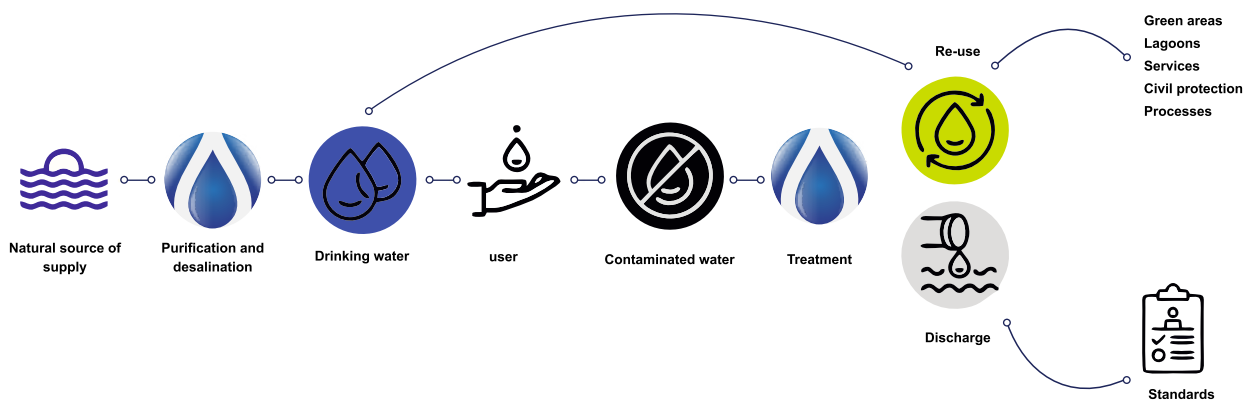 Natural source of
supply
Purification and
desalination
Drinking water
user
Contaminated water
Treatment
Re-use
Green areas
Lagoons
Services
Civil protection
Processes
Discharge
Standards